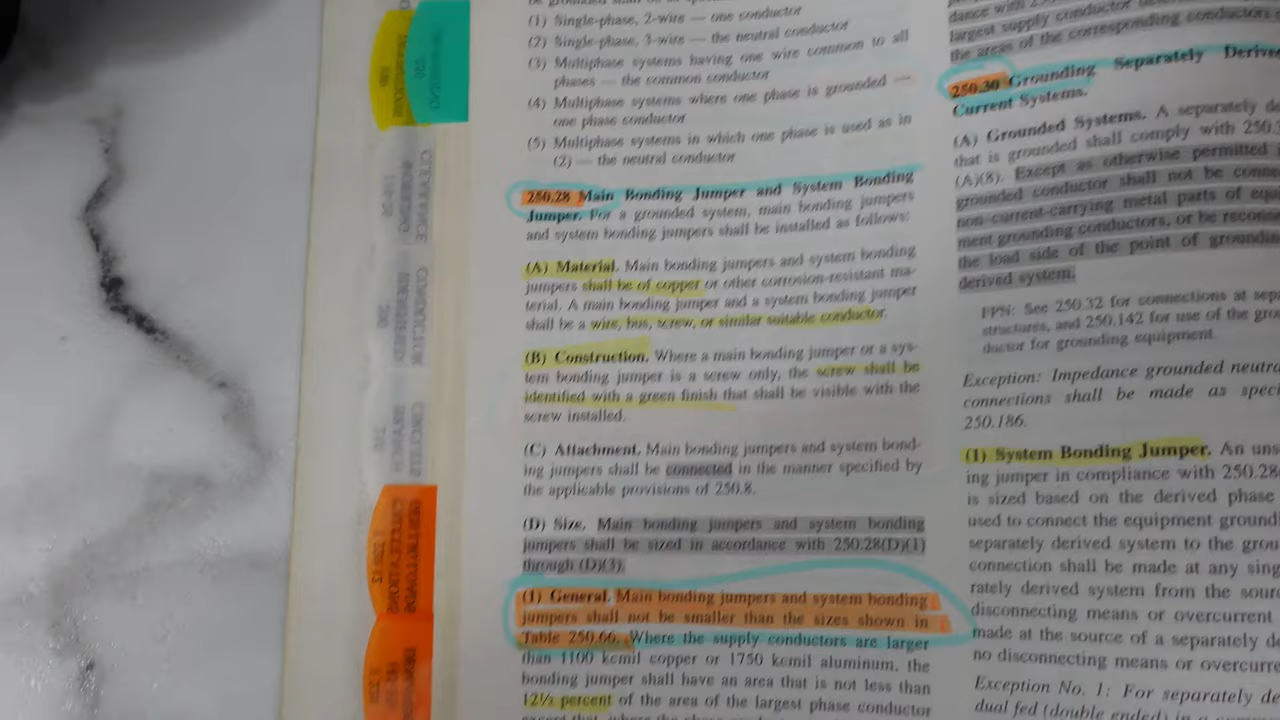 (1) Single-phase, 2-wire — one conductor
(2) Single-phase, 3-wire — the neutral conductor
(3) Multiphase systems having one wire common to all
phases — the common conductor
(4) Multiphase systems where one phase is grounded —
one phase conductor
(5) Multiphase systems in which one phase is used as in
(2) — the neutral conductor
250.28 Main Bonding Jumper and System Bonding
Jumper. For a grounded system, main bonding jumpers
and system bonding jumpers shall be installed as follows:
(A) Material. Main bonding jumpers and system bonding
jumpers shall be of copper or other corrosion-resistant ma-
terial. A main bonding jumper and a system bonding jumper
shall be a wire, bus, screw, or similar suitable conductor.
(B) Construction. Where a main bonding jumper or a sys-
tem bonding jumper is a screw only, the screw shall be
identified with a green finish that shall be visible with the
screw installed.
(C) Attachment. Main bonding jumpers and system bond-
ing jumpers shall be connected in the manner specified by
the applicable provisions of 250.8.
(D) Size. Main bonding jumpers and system bonding
jumpers shall be sized in accordance with 250.28(D)(1)
through (D)(3).
(1) General. Main bonding jumpers and system bonding
jumpers shall not be smaller than the sizes shown in
Table 250.66. Where the supply conductors are larger
than 1100 kcmil copper or 1750 kcmil aluminum, the
bonding jumper shall have an area that is not less than
12½ percent of the area of the largest phase conductor
largest supply conductor
the areas of the corresponding conductors
250.30 Grounding Separately
Current Systems.
(A) Grounded Systems. A separately
that is grounded shall comply with
(A)(8). Except as otherwise permitted
grounded conductor shall not be
non-current-carrying metal parts of
ment grounding conductors, or be
the load side of the point of
derived system.
FPN: See 250.32 for connections at
structures, and 250.142 for use of the
ductor for grounding equipment.
Exception: Impedance grounded
connections shall be made as
250.186.
(1) System Bonding Jumper. An
ing jumper in compliance with 250.28
is sized based on the derived phase
used to connect the equipment
separately derived system to the
connection shall be made at any
rately derived system from the
disconnecting means or overcurrent
made at the source of a separately
no disconnecting means or
Exception No. 1: For separately
dual fed (double ended)